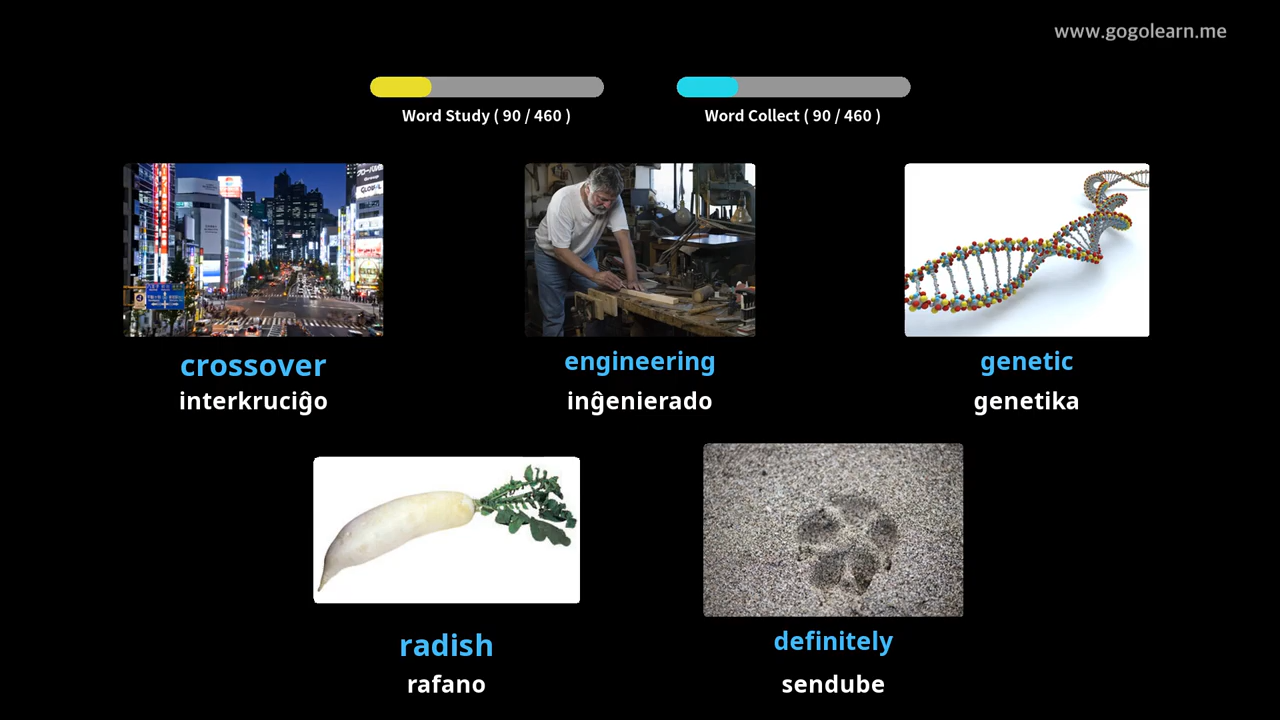 www.gogolearn.me
Word Study ( 90 / 460 )
Word Collect ( 90 / 460 )
crossover
interkruciĝo
engineering
inĝenierado
genetic
genetika
radish
rafano
definitely
sendube